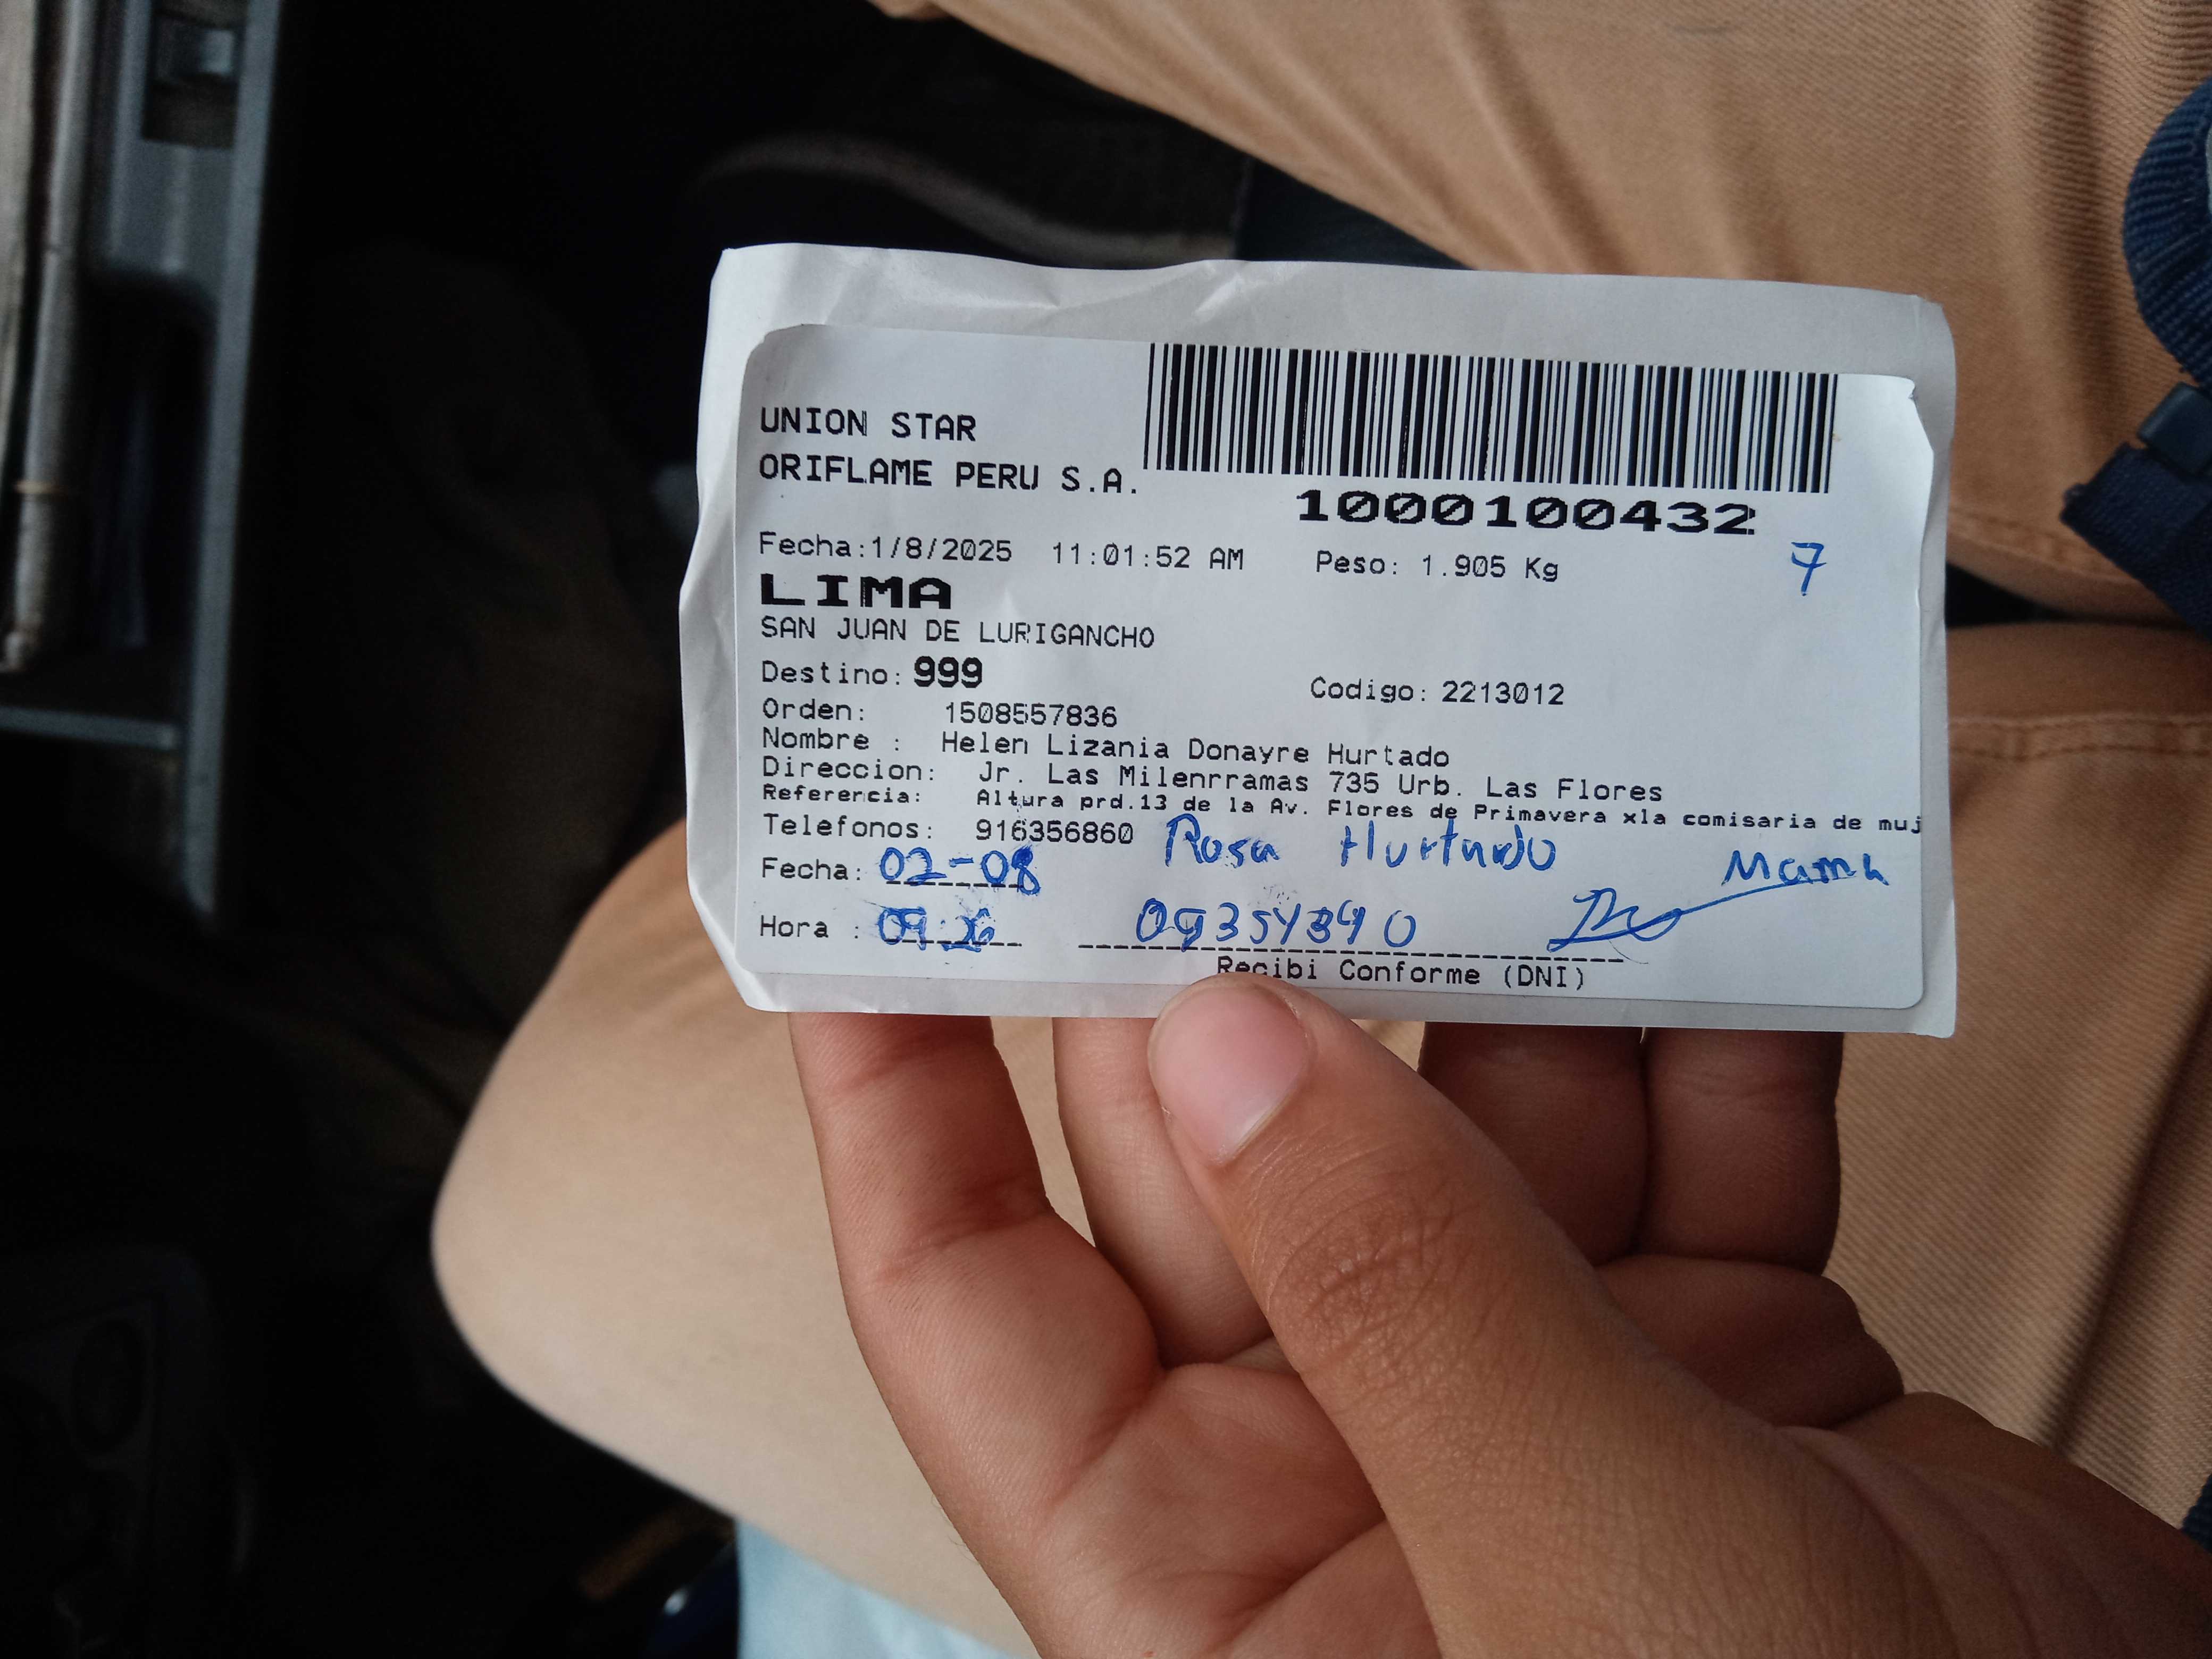 UNION STAR
ORIFLAME PERU S.A.
1000100432
Fecha:1/8/2025 11:01:52 AM Peso: 1.905 Kg 7
LIMA
SAN JUAN DE LURIGANCHO
Destino: 999 Codigo: 2213012
Orden: 1508557836
Nombre : Helen Lizania Donayre Hurtado
Direccion: Jr. Las Milenrramas 735 Urb. Las Flores
Referencia: Altura prd.13 de la Av. Flores de Primavera xla comisaria de muj
Telefonos: 916356860 Rosa Hurtado
Fecha: 02-08 Mama
Hora : 09:26
Recibi Conforme (DNI)